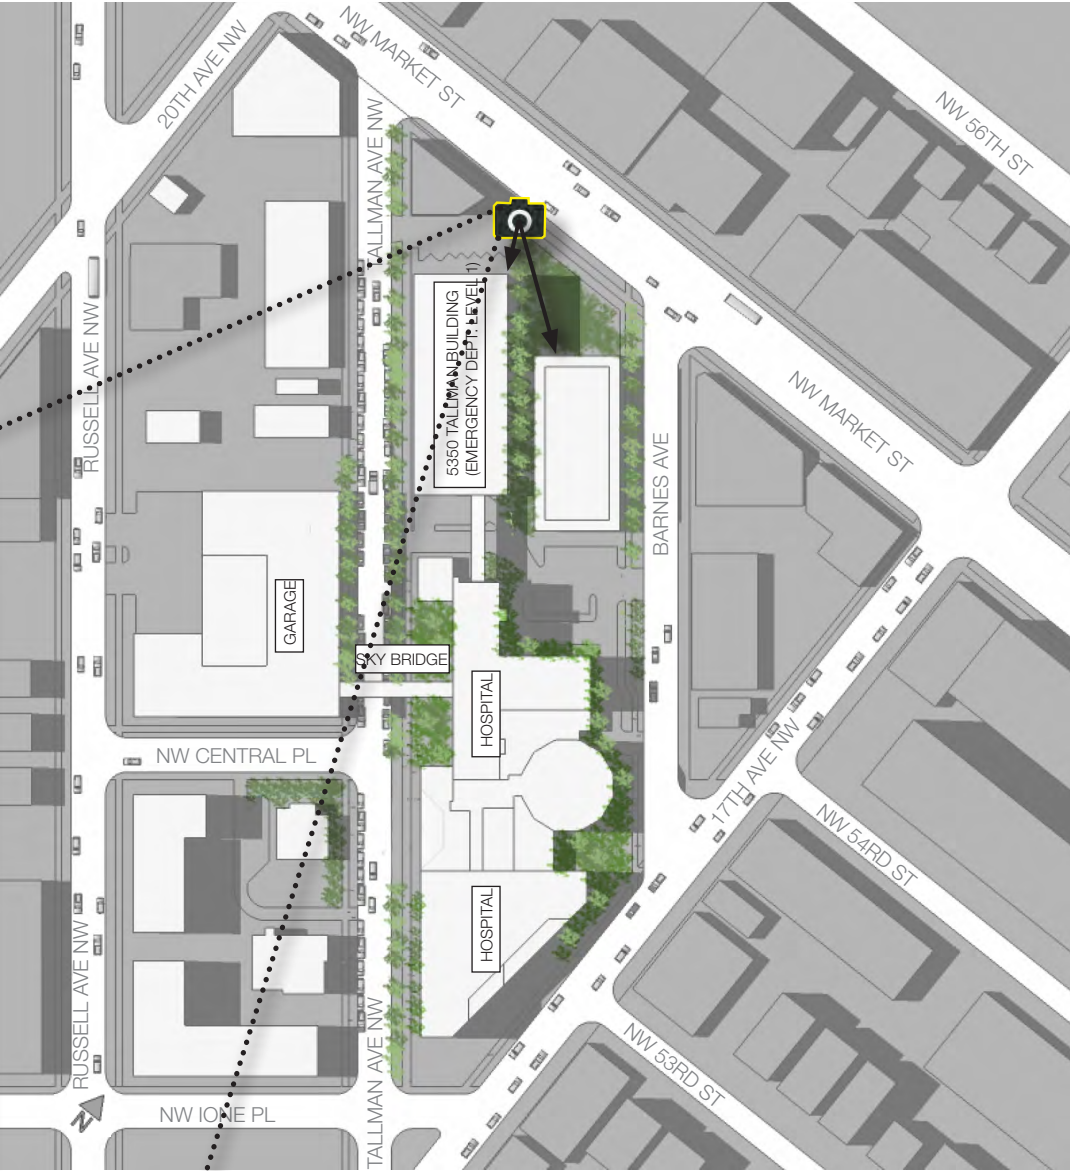 20TH AVE NW
NW MARKET ST
NW 56TH ST
TALLMAN AVE NW
RUSSELL AVE NW
5350 TALLMAN BUILDING
(EMERGENCY DEPT. LEVEL 1)
NW MARKET ST
BARNES AVE
GARAGE
SKY BRIDGE
HOSPITAL
NW CENTRAL PL
17TH AVE NW
NW 54RD ST
HOSPITAL
RUSSELL AVE NW
TALLMAN AVE NW
NW 53RD ST
N
NW IONE PL